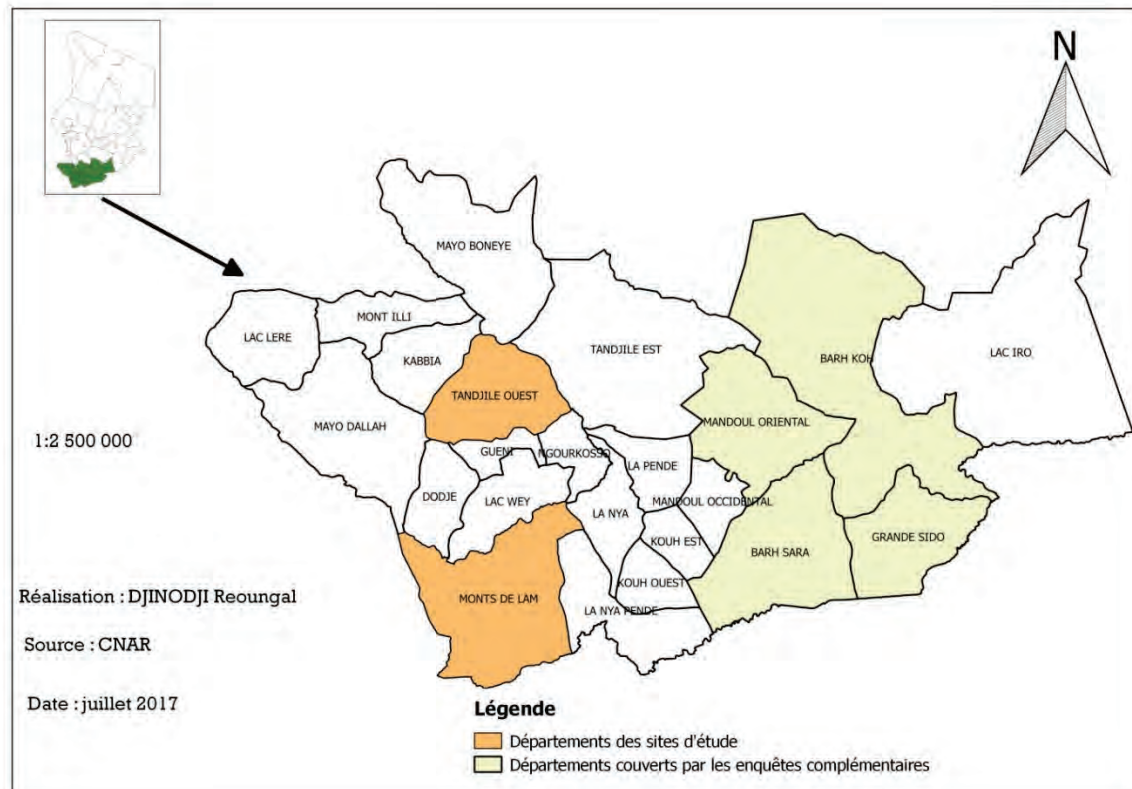 N
MAYO BONEYE
MONT ILLI
LAC LERE
TANDJILE EST
BARH KOH
LAC IRO
KABBIA
TANDJILE OUEST
MANDOUL ORIENTAL
MAYO DALLAH
1:2 500 000
GUENI
NGOURKOSSO
LA PENDE
DODJE
LAC WEY
MANDOUL OCCIDENTAL
LA NYA
KOUH EST
GRANDE SIDO
BARH SARA
KOUH OUEST
Réalisation : DJINODJI Reoungal
MONTS DE LAM
LA NYA PENDE
Source : CNAR
Date : juillet 2017
Légende
Départements des sites d'étude
Départements couverts par les enquêtes complémentaires